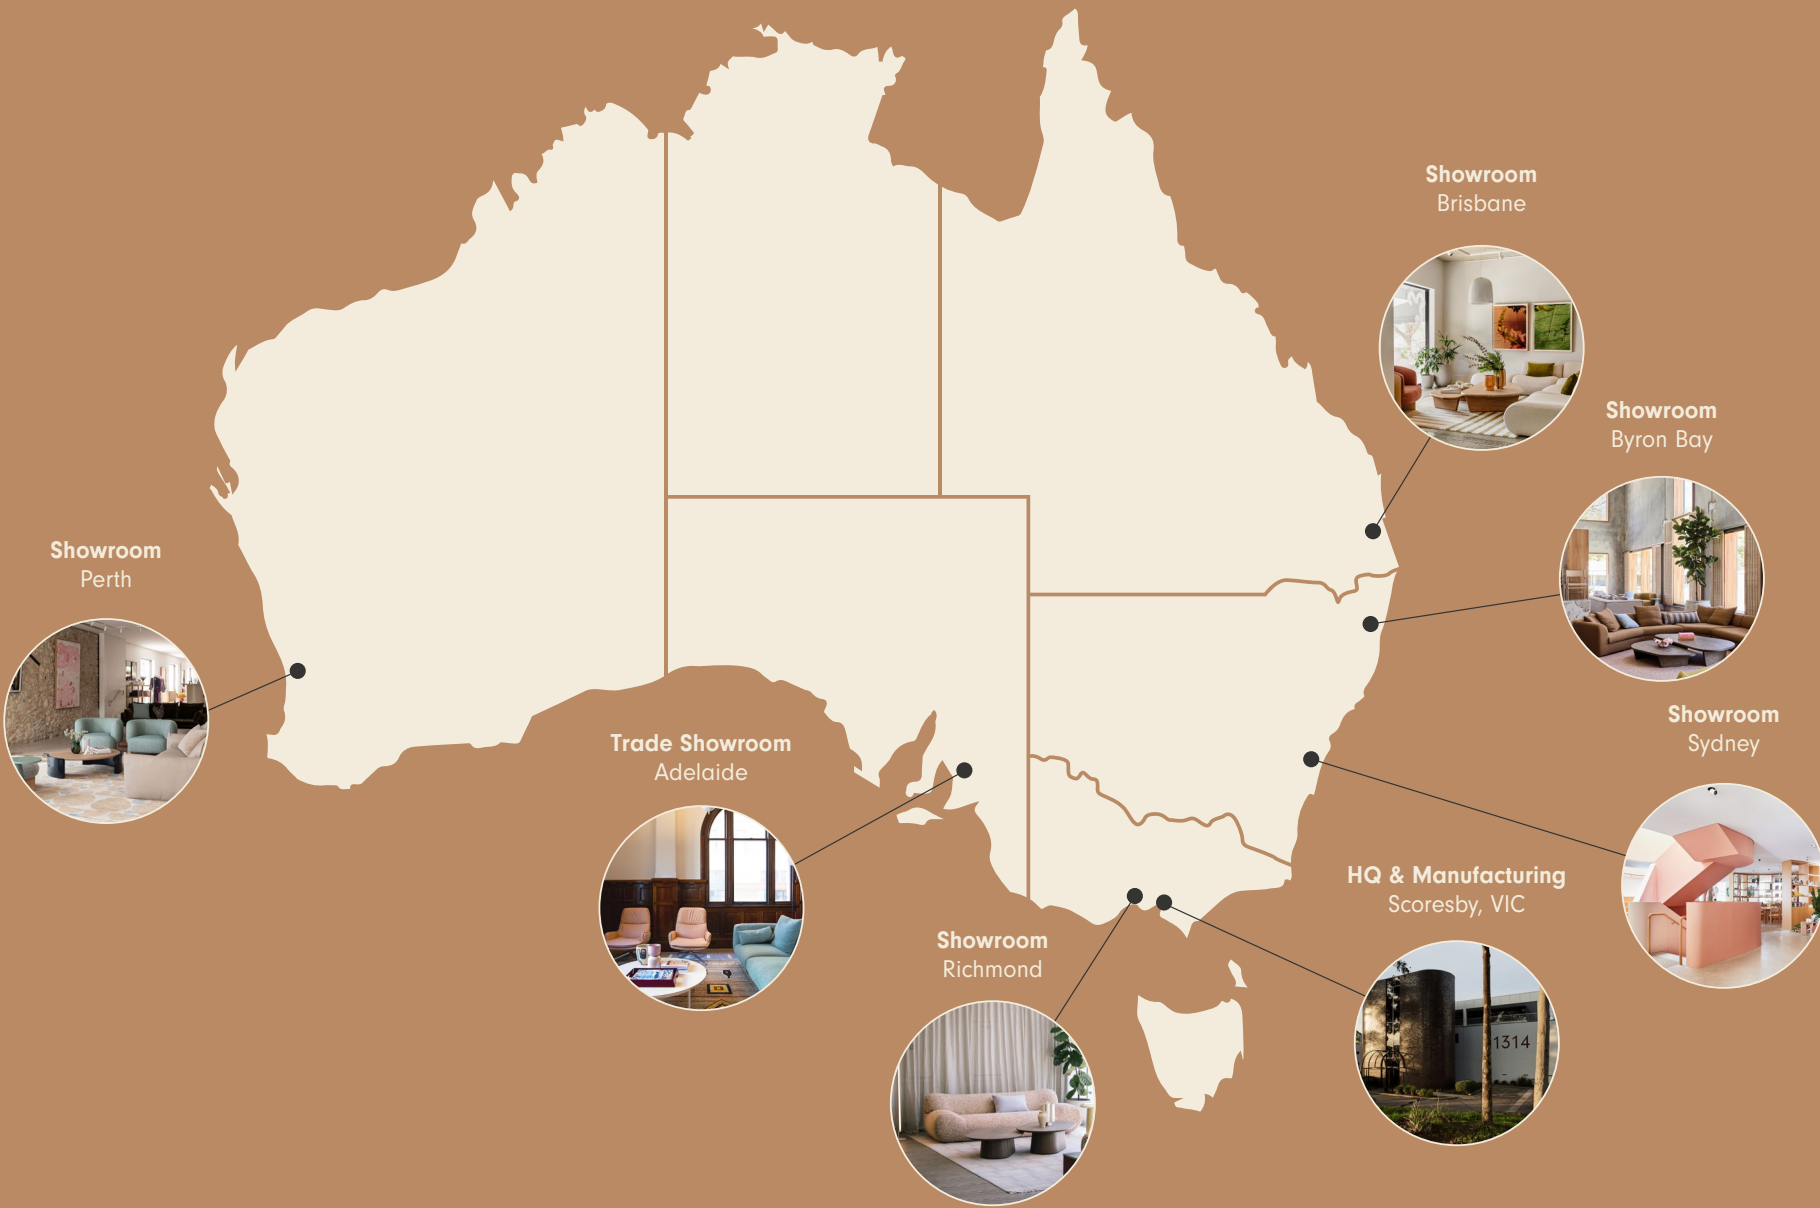 Showroom
Brisbane
Showroom
Byron Bay
Showroom
Perth
Showroom
Sydney
Trade Showroom
Adelaide
HQ & Manufacturing
Scoresby, VIC
Showroom
Richmond
1314